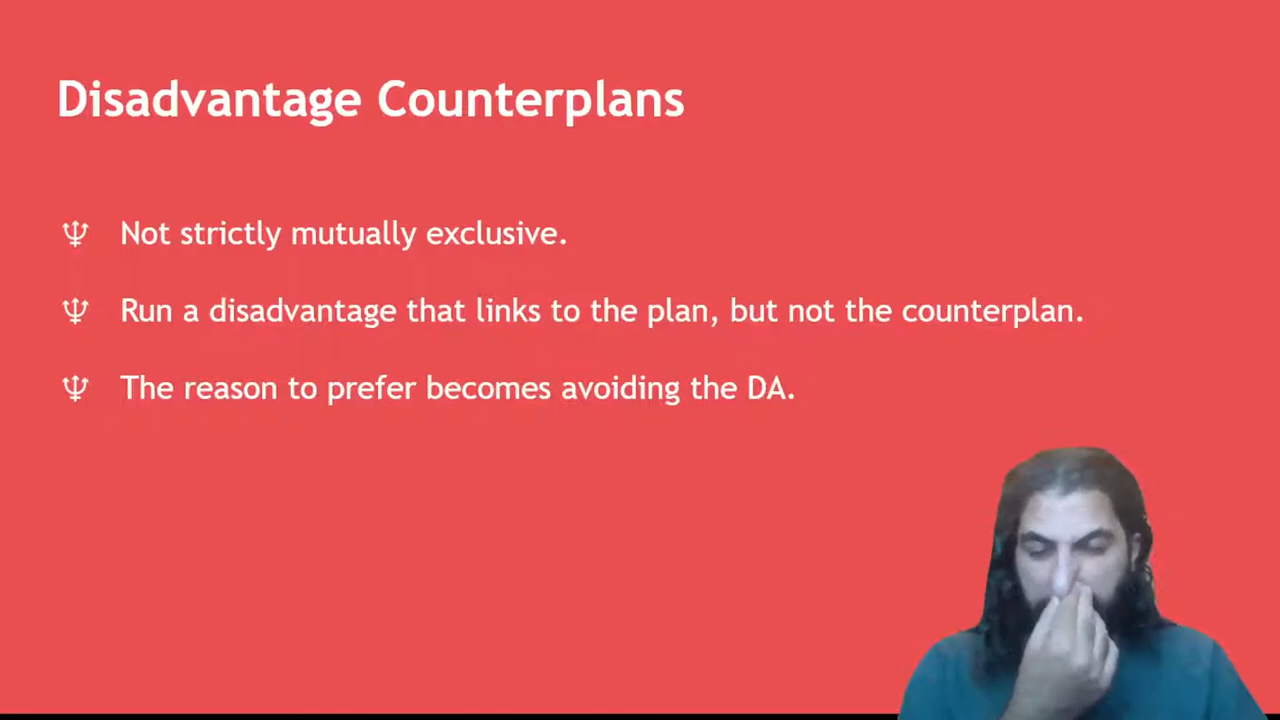 Disadvantage Counterplans
♆ Not strictly mutually exclusive.
♆ Run a disadvantage that links to the plan, but not the counterplan.
♆ The reason to prefer becomes avoiding the DA.